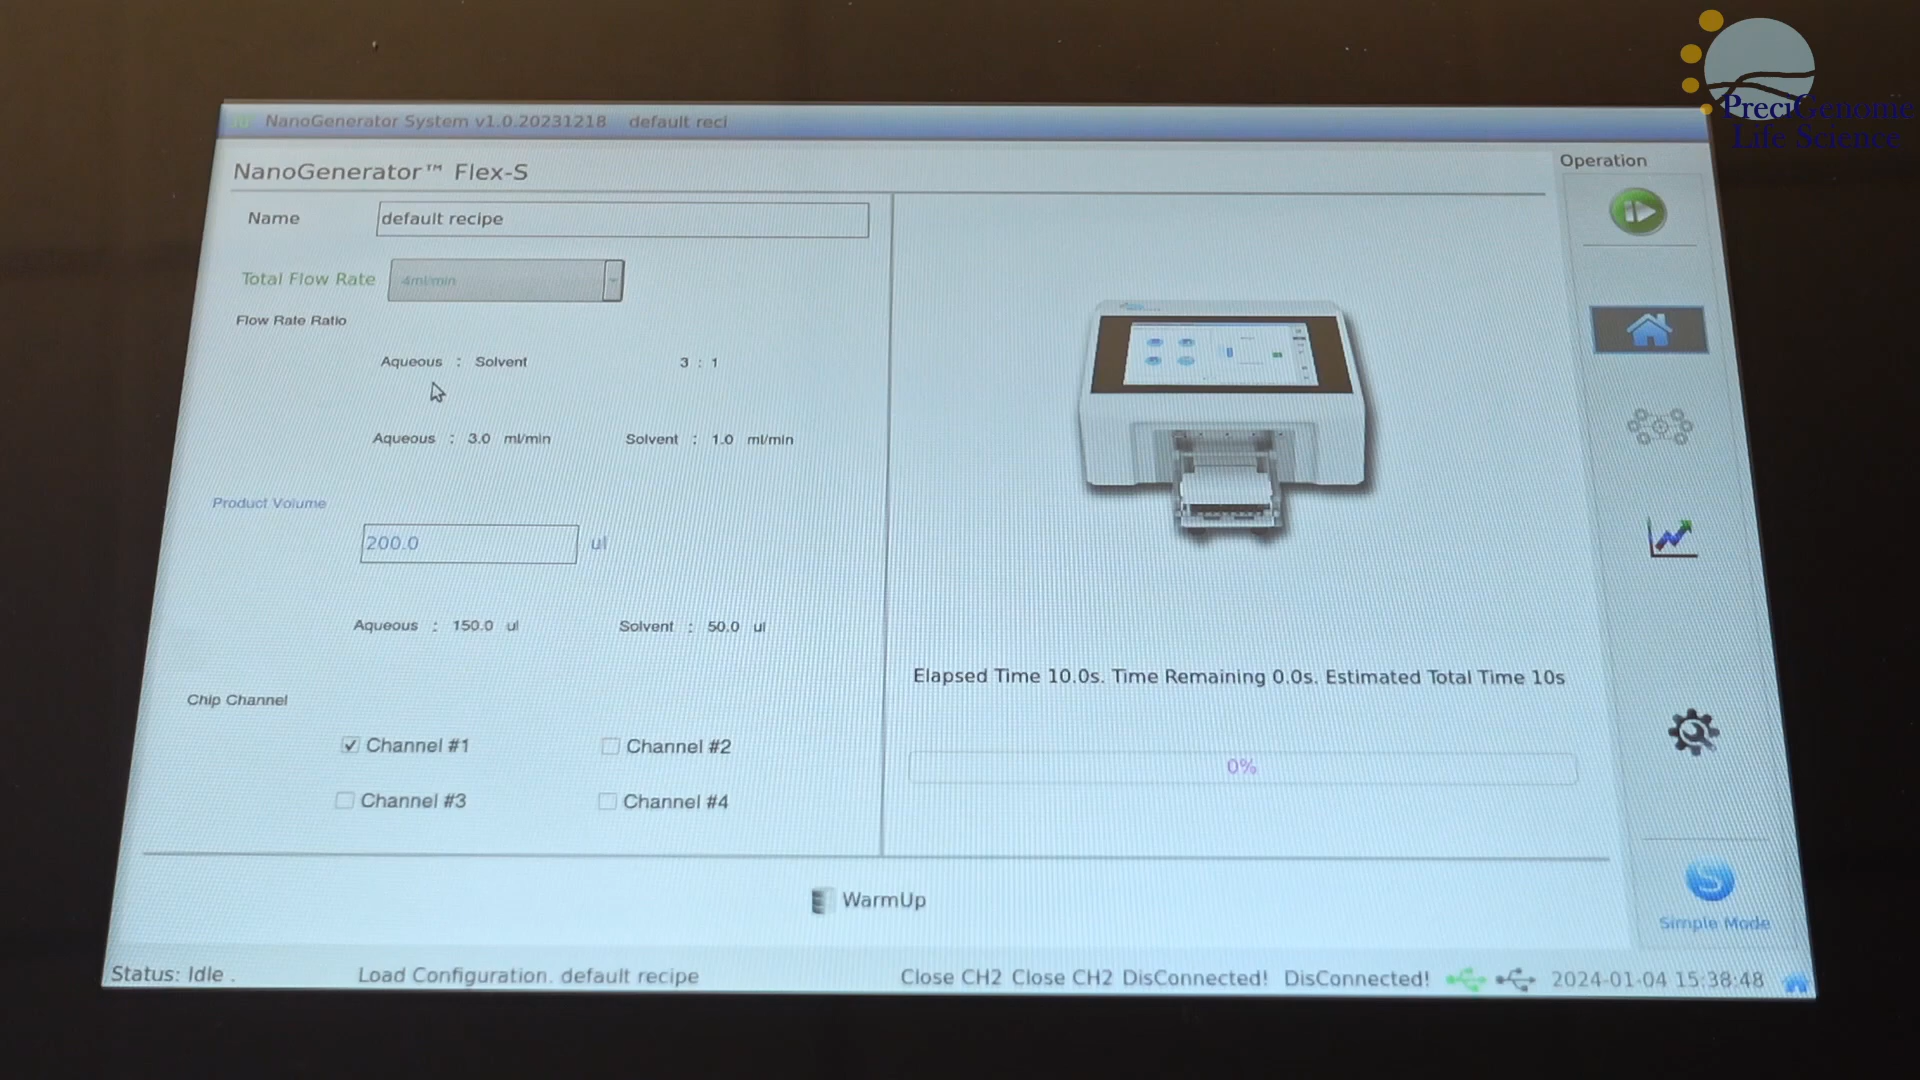 PreciGenome
Life Science
NanoGenerator System v1.0.20231218 default reci
NanoGenerator™ Flex-S
Operation
Name default recipe
Total Flow Rate 4ml/min
Flow Rate Ratio
Aqueous : Solvent 3 : 1
Aqueous : 3.0 ml/min Solvent : 1.0 ml/min
Product Volume
200.0 ul
Aqueous : 150.0 ul Solvent : 50.0 ul
Elapsed Time 10.0s. Time Remaining 0.0s. Estimated Total Time 10s
Chip Channel
Channel #1 Channel #2
0%
Channel #3 Channel #4
WarmUp
Simple Mode
Status: Idle . Load Configuration. default recipe Close CH2 Close CH2 DisConnected! DisConnected! 2024-01-04 15:38:48